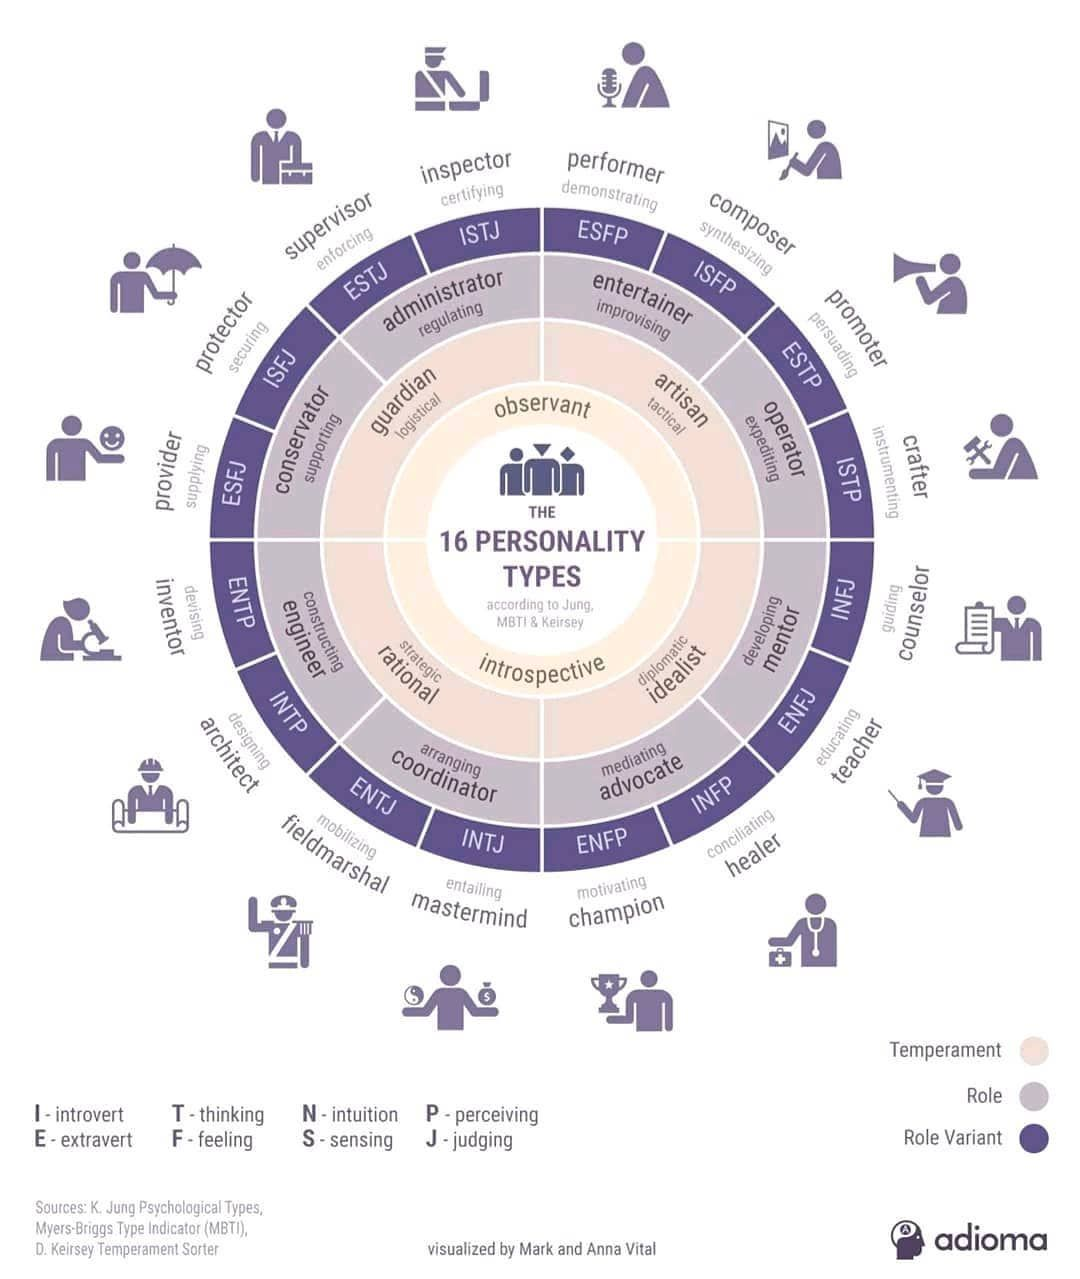 inspector
certifying
performer
demonstrating
supervisor
enforcing
composer
synthesizing
protector
securing
promoter
persuading
provider
supplying
crafter
instrumenting
ISTJ
ESFP
ESTJ
ISFP
ISFJ
ESTP
ESFJ
ISTP
administrator
regulating
entertainer
improvising
conservator
supporting
operator
expediting
guardian
logistical
artisan
tactical
observant
THE
16 PERSONALITY
TYPES
according to Jung,
MBTI & Keirsey
introspective
strategic
rational
diplomatic
idealist
constructing
engineer
developing
mentor
arranging
coordinator
mediating
advocate
ENTP
INFJ
INTP
ENFJ
ENTJ
INFP
INTJ
ENFP
devising
inventor
guiding
counselor
designing
architect
educating
teacher
mobilizing
fieldmarshal
conciliating
healer
entailing
mastermind
motivating
champion
$
Temperament
Role
Role Variant
I - introvert
E - extravert
T - thinking
F - feeling
N - intuition
S - sensing
P - perceiving
J - judging
Sources: K. Jung Psychological Types,
Myers-Briggs Type Indicator (MBTI),
D. Keirsey Temperament Sorter
visualized by Mark and Anna Vital
A
adioma